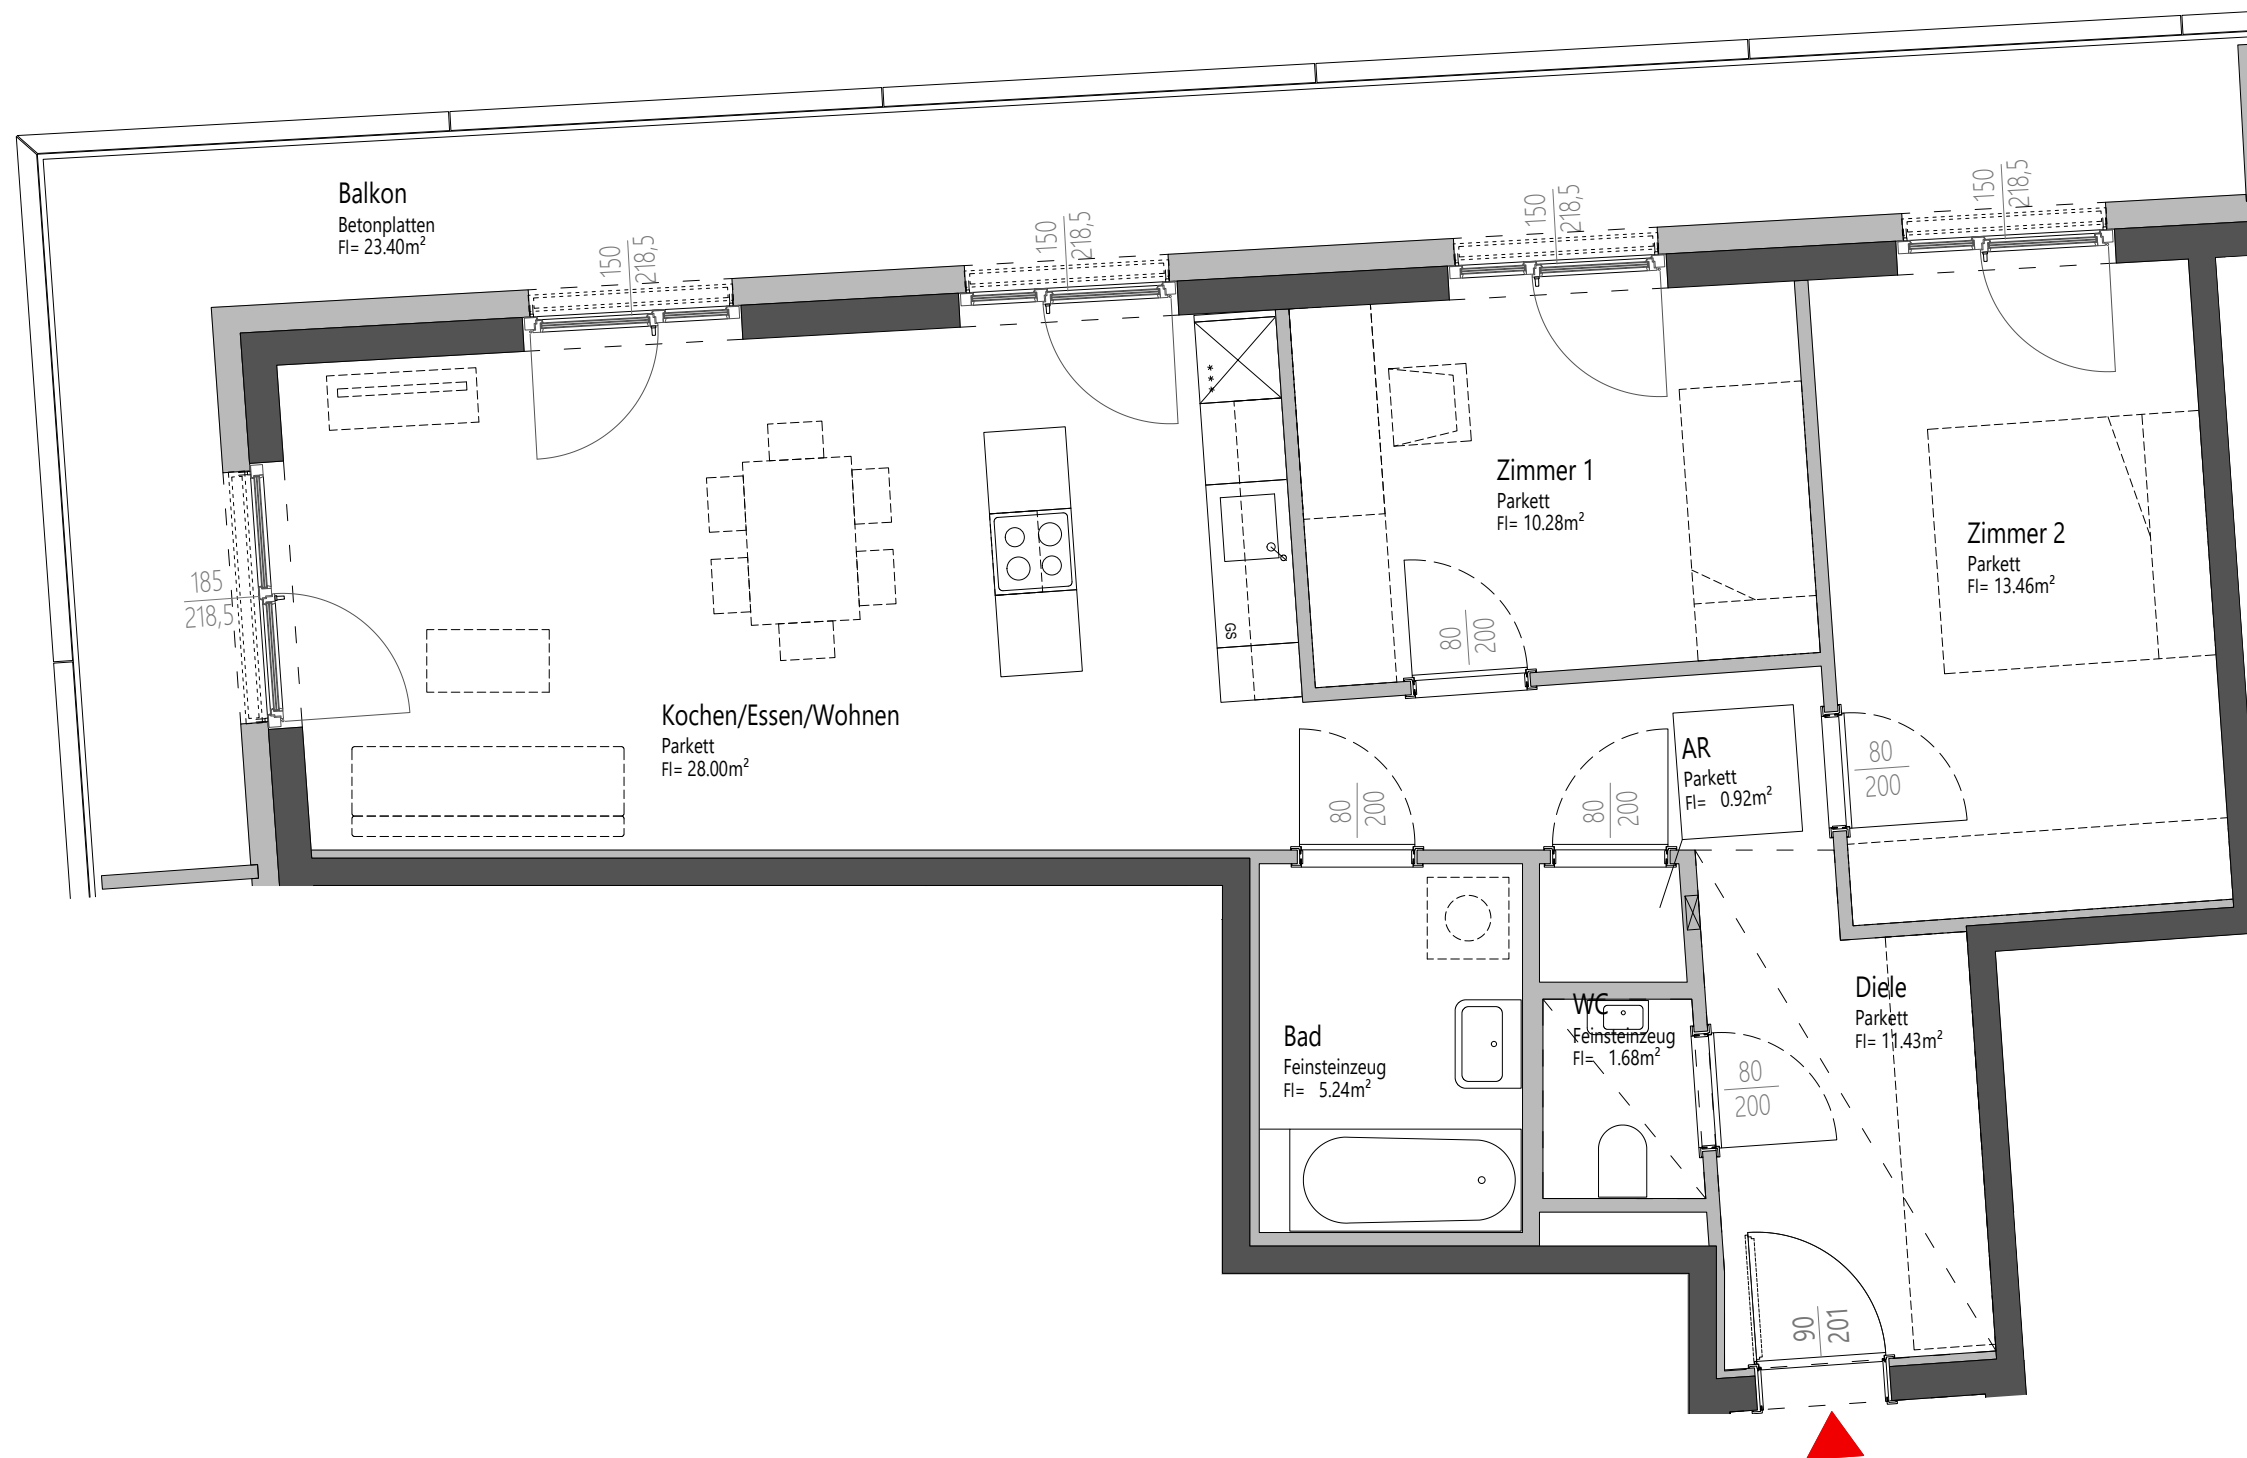 Balkon
Betonplatten
Fl= 23.40m²
150
218,5
150
218,5
150
218,5
150
218,5
185
218,5
***
GS
Kochen/Essen/Wohnen
Parkett
Fl= 28.00m²
Zimmer 1
Parkett
Fl= 10.28m²
80
200
Zimmer 2
Parkett
Fl= 13.46m²
80
200
80
200
80
200
AR
Parkett
Fl= 0.92m²
Bad
Feinsteinzeug
Fl= 5.24m²
WC
Feinsteinzeug
Fl= 1.68m²
80
200
Diele
Parkett
Fl= 11.43m²
90
201